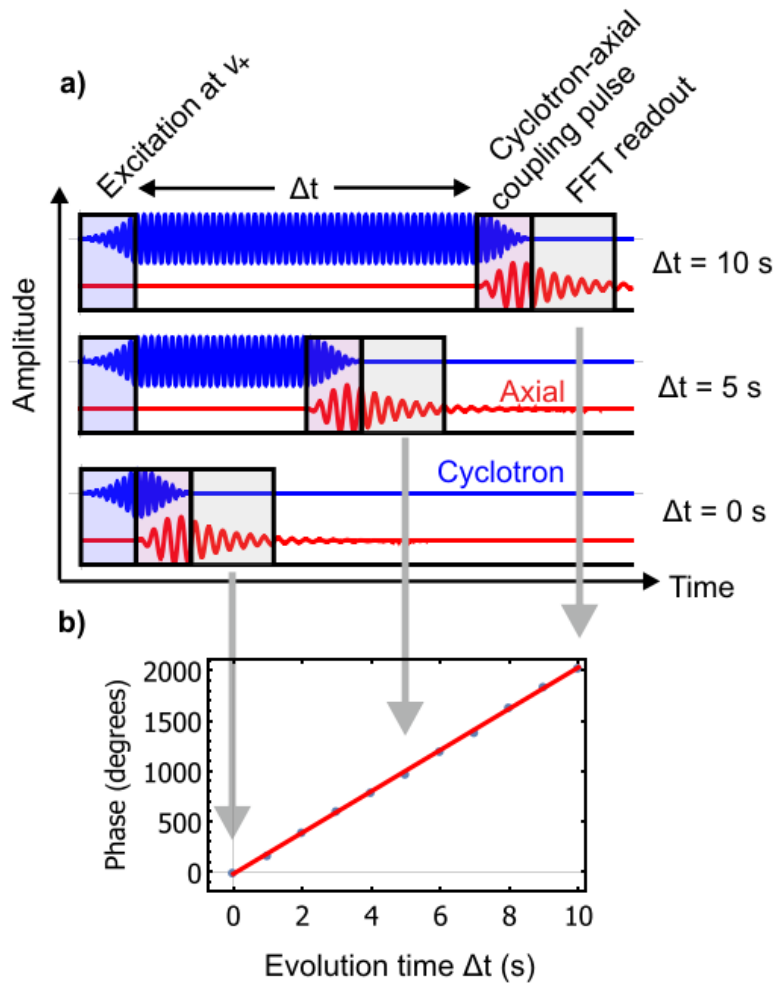 a)
Excitation at ν₊
Cyclotron-axial
coupling pulse
FFT readout
Δt
Δt = 10 s
Amplitude
Axial
Δt = 5 s
Cyclotron
Δt = 0 s
Time
b)
Phase (degrees)
2000
1500
1000
500
0
0 2 4 6 8 10
Evolution time Δt (s)